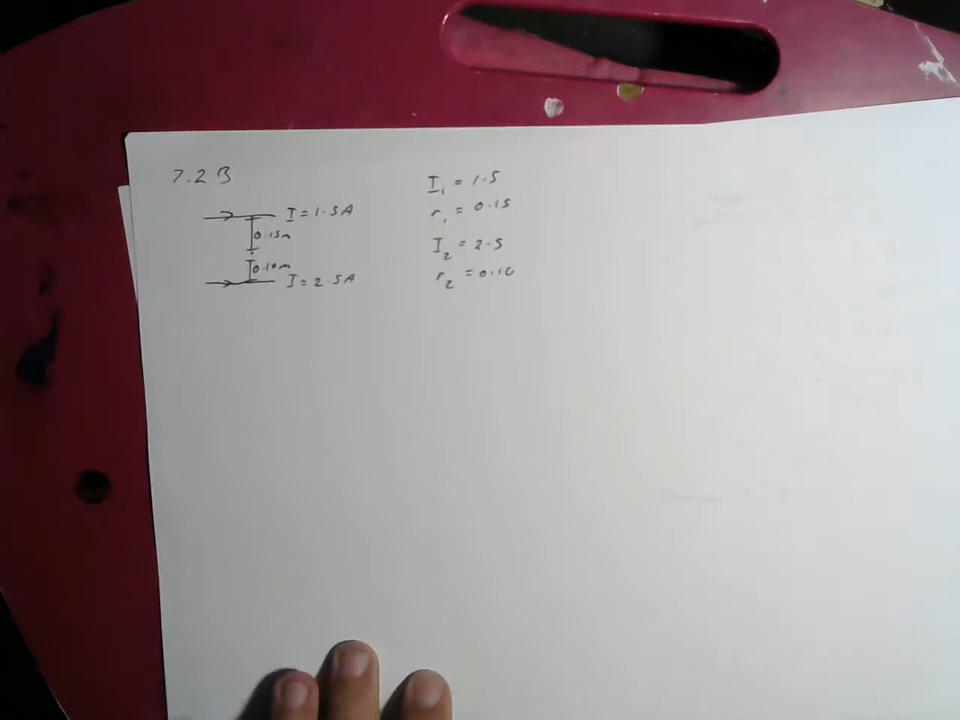 7.2 B
I = 1.5A
0.15m
0.10m
I = 2.5A
I₁ = 1.5
r₁ = 0.15
I₂ = 2.5
r₂ = 0.10